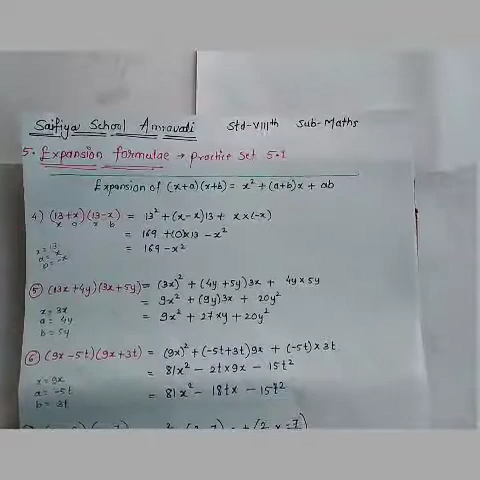 Saifiya School Amravati Std-VIIIth Sub-Maths
5. Expansion formulae → practice set 5.1
Expansion of (x+a)(x+b) = x² + (a+b)x + ab
4) (13+x)(13-x) = 13² + (x-x)13 + x×(-x)
x a x b
= 169 + (0)×13 - x²
= 169 - x²
x = 13
a = x
b = -x
⑤ (13x+4y)(3x+5y) = (3x)² + (4y+5y)3x + 4y×5y
= 9x² + (9y)3x + 20y²
= 9x² + 27xy + 20y²
x = 3x
a = 4y
b = 5y
⑥ (9x-5t)(9x+3t) = (9x)² + (-5t+3t)9x + (-5t)×3t
= 81x² - 2t×9x - 15t²
= 81x² - 18tx - 15t²
x = 9x
a = -5t
b = 3t